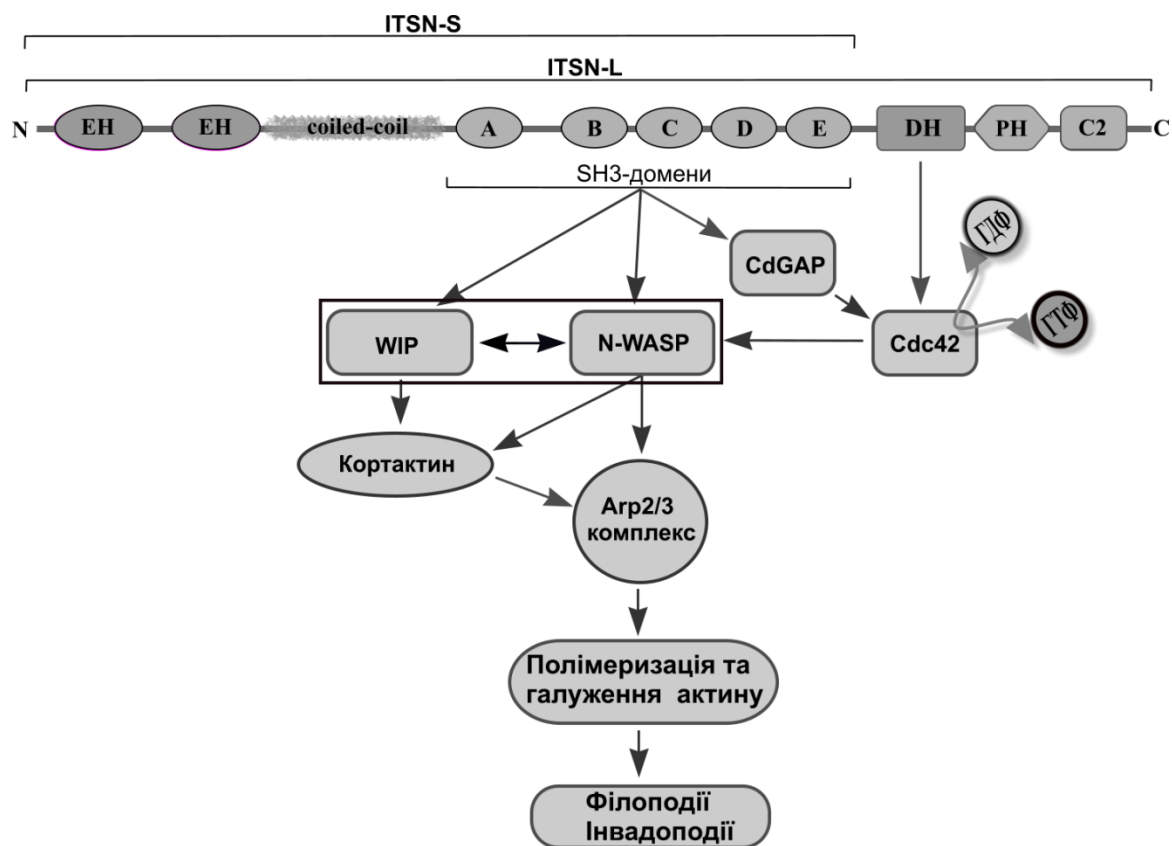 ITSN-S
ITSN-L
N EH EH coiled-coil A B C D E DH PH C2 C
SH3-домени
ГДФ
CdGAP
ГТФ
WIP N-WASP Cdc42
Кортактин
Arp2/3
комплекс
Полімеризація та
галуження актину
Філоподії
Інвадоподії